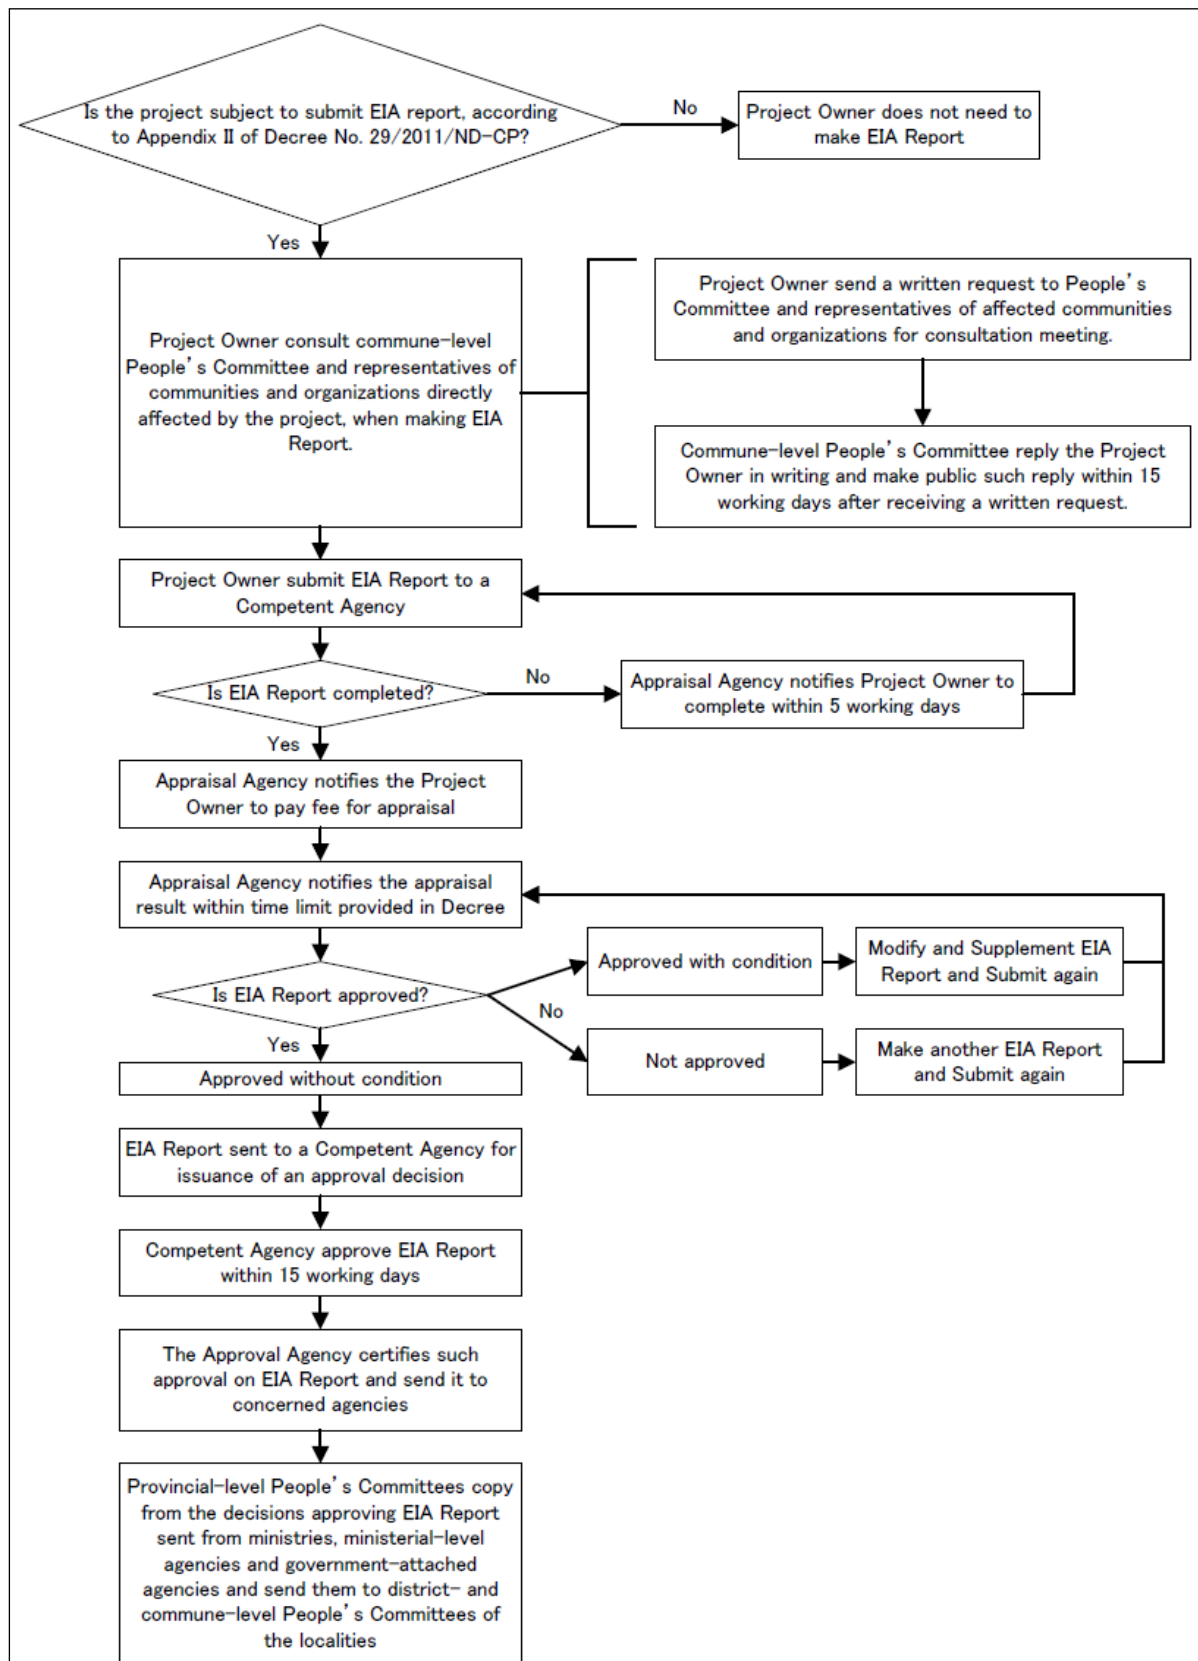 Is the project subject to submit EIA report, according
to Appendix II of Decree No. 29/2011/ND-CP?
No
Project Owner does not need to
make EIA Report
Yes
Project Owner consult commune-level
People's Committee and representatives of
communities and organizations directly
affected by the project, when making EIA
Report.
Project Owner send a written request to People's
Committee and representatives of affected communities
and organizations for consultation meeting.
Commune-level People's Committee reply the Project
Owner in writing and make public such reply within 15
working days after receiving a written request.
Project Owner submit EIA Report to a
Competent Agency
Is EIA Report completed?
No
Appraisal Agency notifies Project Owner to
complete within 5 working days
Yes
Appraisal Agency notifies the Project
Owner to pay fee for appraisal
Appraisal Agency notifies the appraisal
result within time limit provided in Decree
Is EIA Report approved?
No
Approved with condition
Modify and Supplement EIA
Report and Submit again
Not approved
Make another EIA Report
and Submit again
Yes
Approved without condition
EIA Report sent to a Competent Agency for
issuance of an approval decision
Competent Agency approve EIA Report
within 15 working days
The Approval Agency certifies such
approval on EIA Report and send it to
concerned agencies
Provincial-level People's Committees copy
from the decisions approving EIA Report
sent from ministries, ministerial-level
agencies and government-attached
agencies and send them to district- and
commune-level People's Committees of
the localities